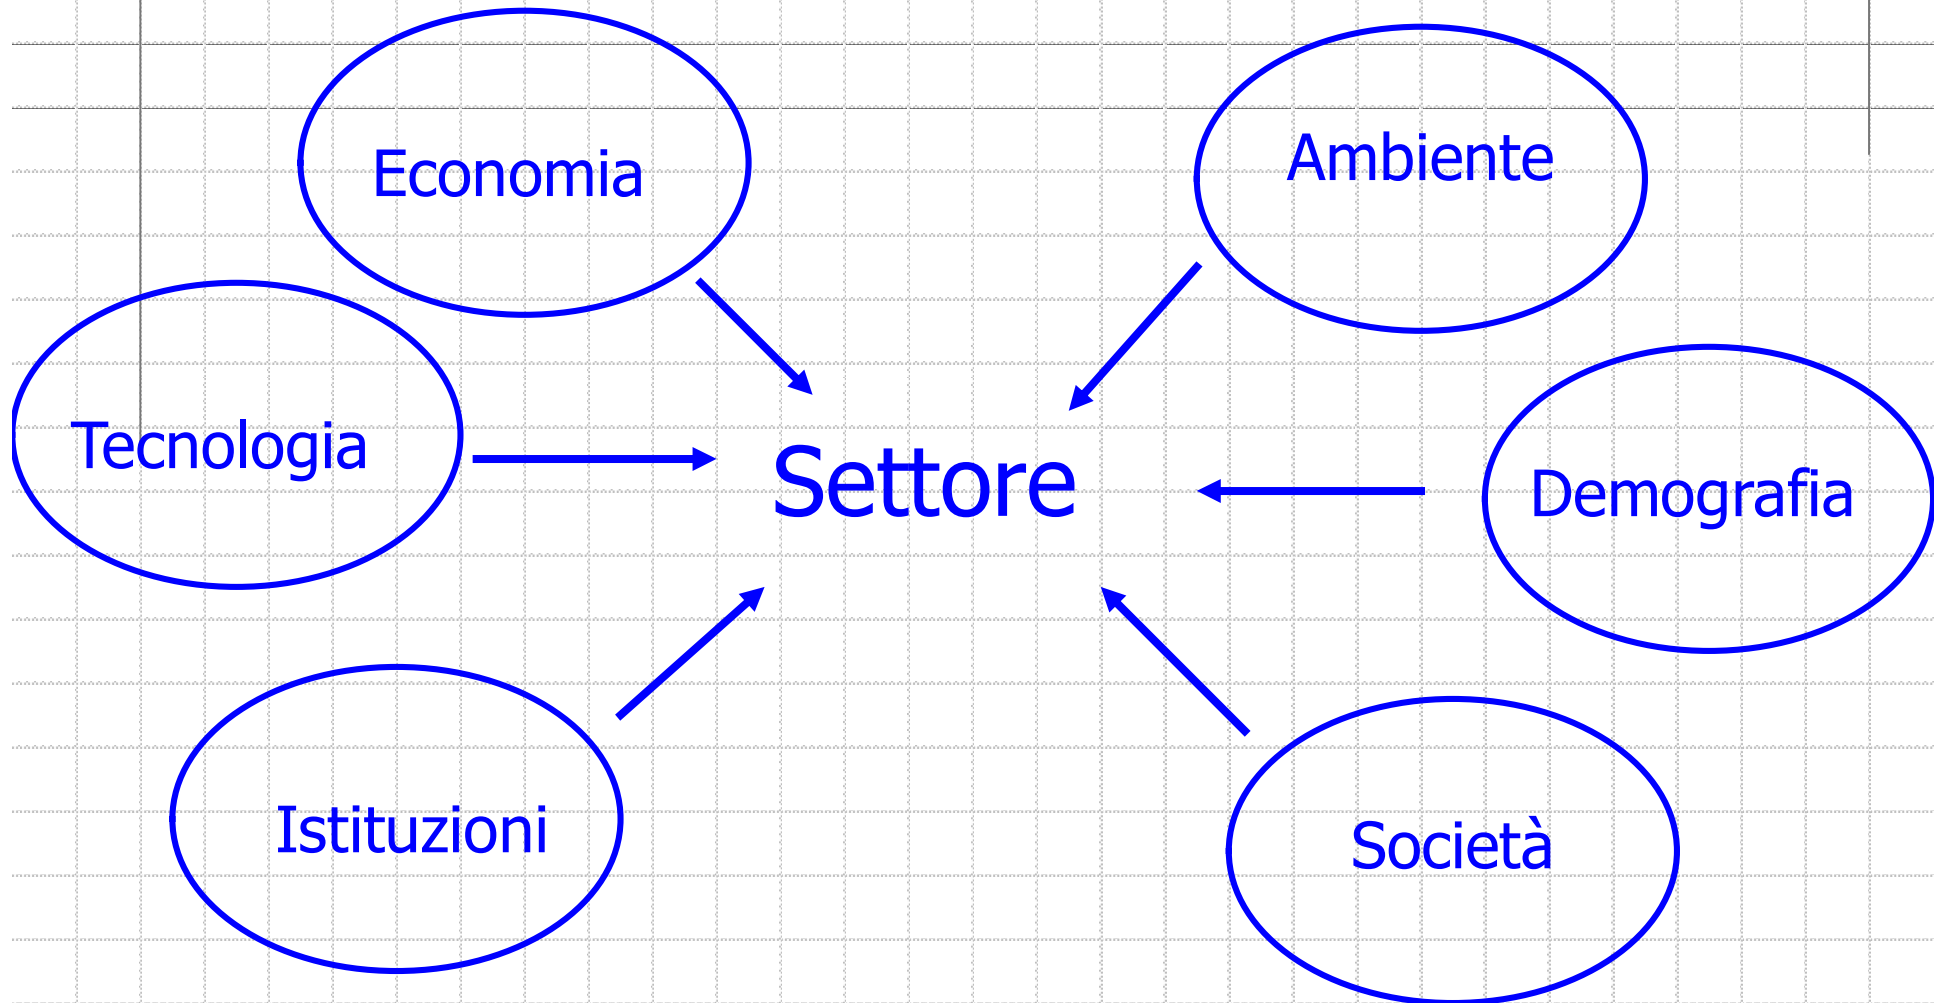 Economia
Ambiente
Tecnologia
Settore
Demografia
Istituzioni
Società